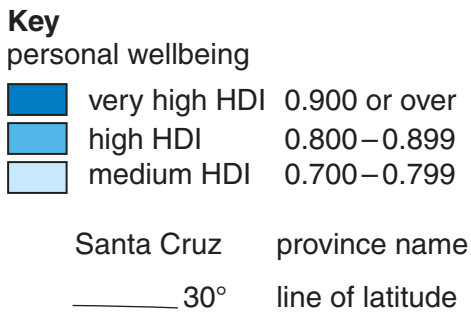 Key
personal wellbeing
very high HDI 0.900 or over
high HDI 0.800–0.899
medium HDI 0.700–0.799
Santa Cruz province name
30° line of latitude